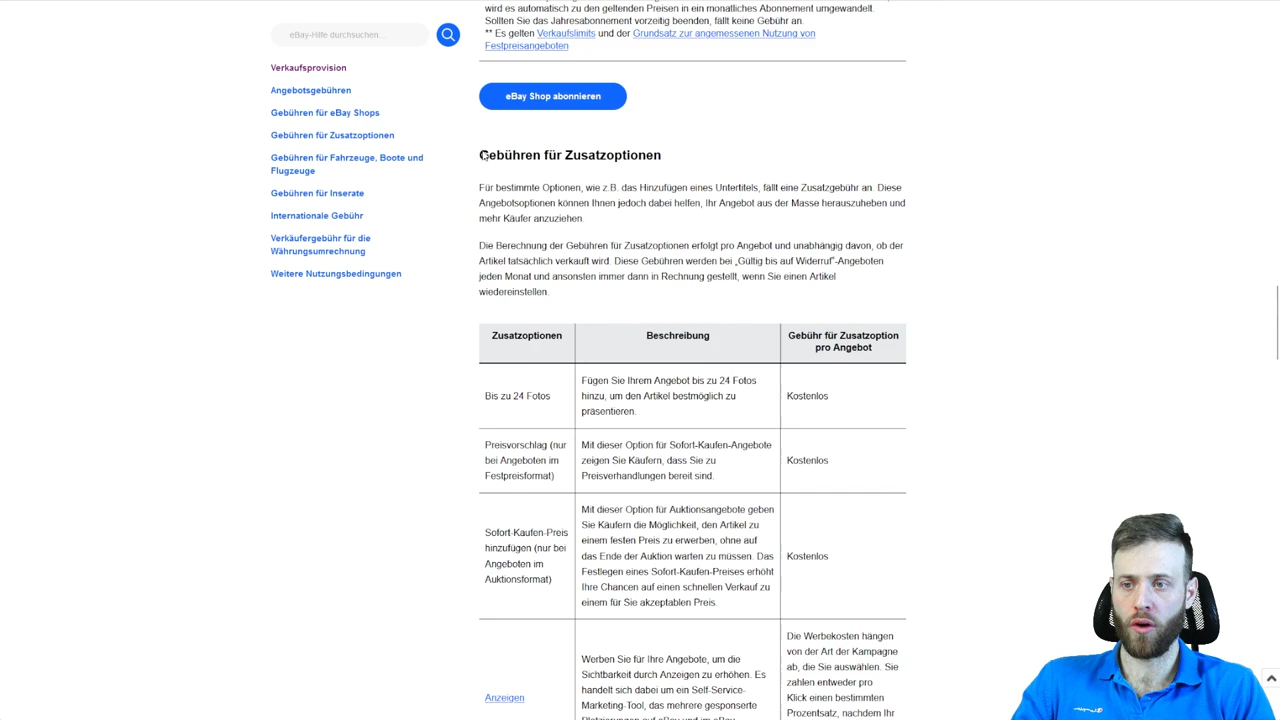 eBay-Hilfe durchsuchen...
Verkaufsprovision
Angebotsgebühren
Gebühren für eBay Shops
Gebühren für Zusatzoptionen
Gebühren für Fahrzeuge, Boote und
Flugzeuge
Gebühren für Inserate
Internationale Gebühr
Verkäufergebühr für die
Währungsumrechnung
Weitere Nutzungsbedingungen
wird es automatisch zu den geltenden Preisen in ein monatliches Abonnement umgewandelt.
Sollten Sie das Jahresabonnement vorzeitig beenden, fällt keine Gebühr an.
** Es gelten Verkaufslimits und der Grundsatz zur angemessenen Nutzung von
Festpreisangeboten
eBay Shop abonnieren
Gebühren für Zusatzoptionen
Für bestimmte Optionen, wie z.B. das Hinzufügen eines Untertitels, fällt eine Zusatzgebühr an. Diese
Angebotsoptionen können Ihnen jedoch dabei helfen, Ihr Angebot aus der Masse herauszuheben und
mehr Käufer anzuziehen.
Die Berechnung der Gebühren für Zusatzoptionen erfolgt pro Angebot und unabhängig davon, ob der
Artikel tatsächlich verkauft wird. Diese Gebühren werden bei „Gültig bis auf Widerruf"-Angeboten
jeden Monat und ansonsten immer dann in Rechnung gestellt, wenn Sie einen Artikel
wiedereinstellen.
Zusatzoptionen
Beschreibung
Gebühr für Zusatzoption
pro Angebot
Bis zu 24 Fotos
Fügen Sie Ihrem Angebot bis zu 24 Fotos
hinzu, um den Artikel bestmöglich zu
präsentieren.
Kostenlos
Preisvorschlag (nur
bei Angeboten im
Festpreisformat)
Mit dieser Option für Sofort-Kaufen-Angebote
zeigen Sie Käufern, dass Sie zu
Preisverhandlungen bereit sind.
Kostenlos
Sofort-Kaufen-Preis
hinzufügen (nur bei
Angeboten im
Auktionsformat)
Mit dieser Option für Auktionsangebote geben
Sie Käufern die Möglichkeit, den Artikel zu
einem festen Preis zu erwerben, ohne auf
das Ende der Auktion warten zu müssen. Das
Festlegen eines Sofort-Kaufen-Preises erhöht
Ihre Chancen auf einen schnellen Verkauf zu
einem für Sie akzeptablen Preis.
Kostenlos
Anzeigen
Werben Sie für Ihre Angebote, um die
Sichtbarkeit durch Anzeigen zu erhöhen. Es
handelt sich dabei um ein Self-Service-
Marketing-Tool, das mehrere gesponserte
Platzierungen auf eBay und im eBay
Die Werbekosten hängen
von der Art der Kampagne
ab, die Sie auswählen. Sie
zahlen entweder pro
Klick einen bestimmten
Prozentsatz, nachdem Ihr